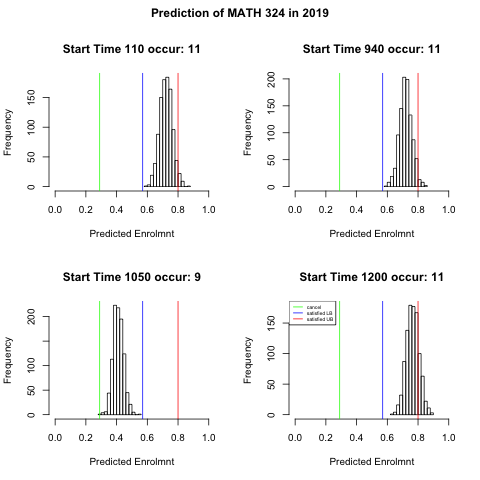 Prediction of MATH 324 in 2019
Start Time 110 occur: 11
Frequency
0 50 100 150
0.0 0.2 0.4 0.6 0.8 1.0
Predicted Enrolmnt
Start Time 940 occur: 11
Frequency
0 50 100 150 200
0.0 0.2 0.4 0.6 0.8 1.0
Predicted Enrolmnt
Start Time 1050 occur: 9
Frequency
0 50 100 200
0.0 0.2 0.4 0.6 0.8 1.0
Predicted Enrolmnt
Start Time 1200 occur: 11
cancel
satisfied LB
satisfied UB
Frequency
0 50 100 150
0.0 0.2 0.4 0.6 0.8 1.0
Predicted Enrolmnt